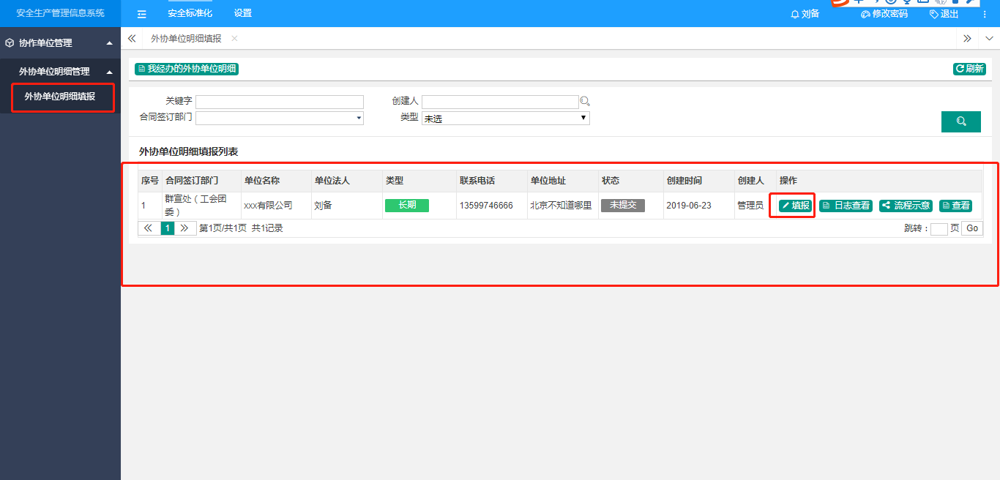 安全生产管理信息系统 安全标准化 设置 刘备 修改密码 退出
协作单位管理 外协单位明细填报
外协单位明细管理
外协单位明细填报
我经办的外协单位明细 刷新
关键字 创建人
合同签订部门 类型 未选
外协单位明细填报列表
序号 合同签订部门 单位名称 单位法人 类型 联系电话 单位地址 状态 创建时间 创建人 操作
1 群宣处（工会团委） xxx有限公司 刘备 长期 13599746666 北京不知道哪里 未提交 2019-06-23 管理员 填报 日志查看 流程示意 查看
1 第1页/共1页 共1记录 跳转： 页 Go